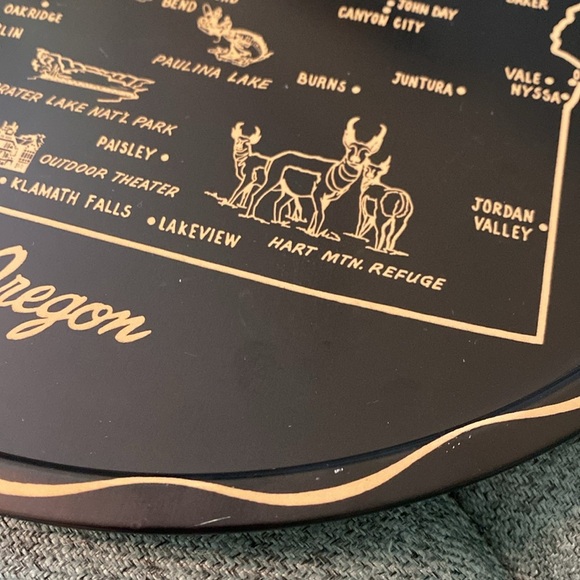 OAKRIDGE
BEND
JOHN DAY
CANYON CITY
BAKER
PAULINA LAKE
BURNS
JUNTURA
VALE
NYSSA
CRATER LAKE NAT'L PARK
PAISLEY
OUTDOOR THEATER
KLAMATH FALLS
LAKEVIEW
HART MTN. REFUGE
JORDAN
VALLEY
Oregon